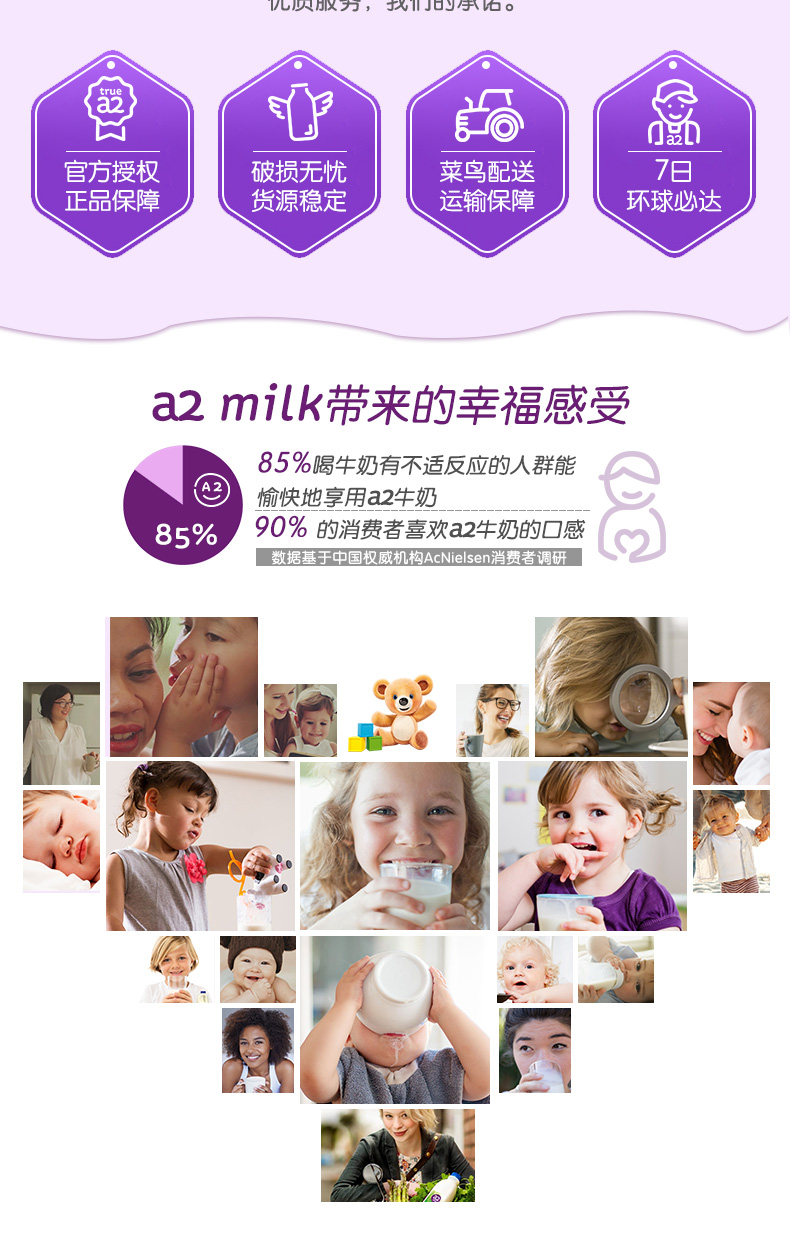 优质服务，我们的承诺。
true
a2
官方授权
正品保障
破损无忧
货源稳定
菜鸟配送
运输保障
a2
7日
环球必达
a2 milk带来的幸福感受
A2
85%
85%喝牛奶有不适反应的人群能
愉快地享用a2牛奶
90% 的消费者喜欢a2牛奶的口感
数据基于中国权威机构AcNielsen消费者调研